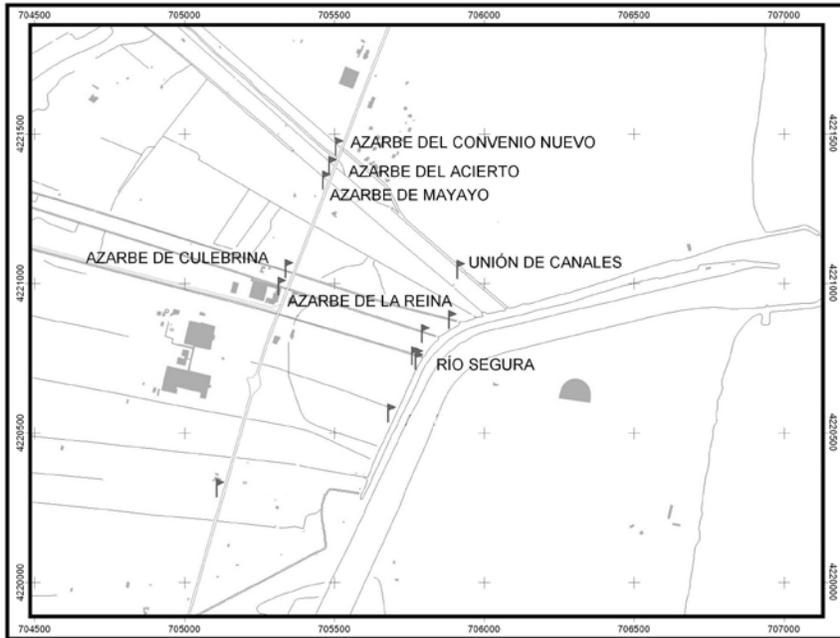 704500 705000 705500 706000 706500 707000
4221500 4221500
AZARBE DEL CONVENIO NUEVO
AZARBE DEL ACIERTO
AZARBE DE MAYAYO
AZARBE DE CULEBRINA
UNIÓN DE CANALES
4221000 4221000
AZARBE DE LA REINA
RÍO SEGURA
4220500 4220500
4220000 4220000
704500 705000 705500 706000 706500 707000